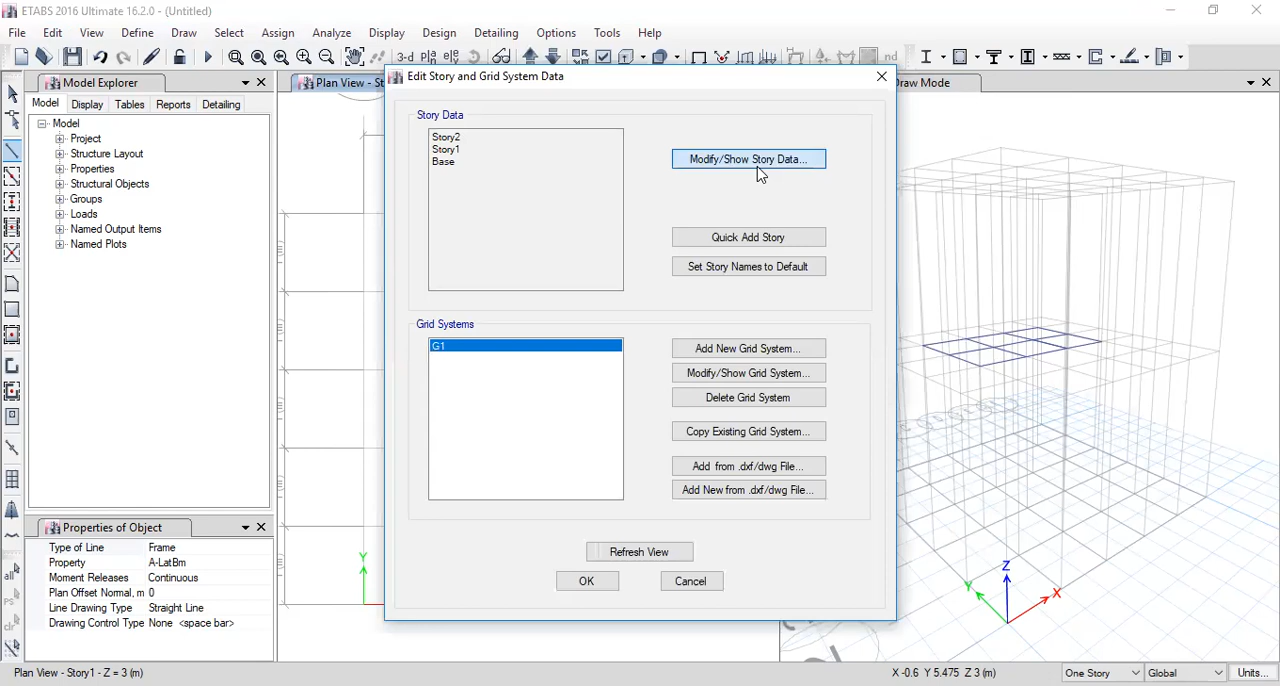 ETABS 2016 Ultimate 16.2.0 - (Untitled)
File Edit View Define Draw Select Assign Analyze Display Design Detailing Options Tools Help
3-d
nd
Model Explorer
Plan View - St
Draw Mode
Edit Story and Grid System Data
Model Display Tables Reports Detailing
Model
Project
Structure Layout
Properties
Structural Objects
Groups
Loads
Named Output Items
Named Plots
Story Data
Story2
Story1
Base
Modify/Show Story Data...
Quick Add Story
Set Story Names to Default
Grid Systems
G1
Add New Grid System...
Modify/Show Grid System...
Delete Grid System
Copy Existing Grid System...
Add from .dxf/dwg File...
Add New from .dxf/dwg File...
Refresh View
OK Cancel
Properties of Object
Type of Line Frame
Property A-LatBm
Moment Releases Continuous
Plan Offset Normal, m 0
Line Drawing Type Straight Line
Drawing Control Type None <space bar>
all
PS
clr
Y
Z
Y
X
Plan View - Story1 - Z = 3 (m)
X -0.6 Y 5.475 Z 3 (m)
One Story Global Units...